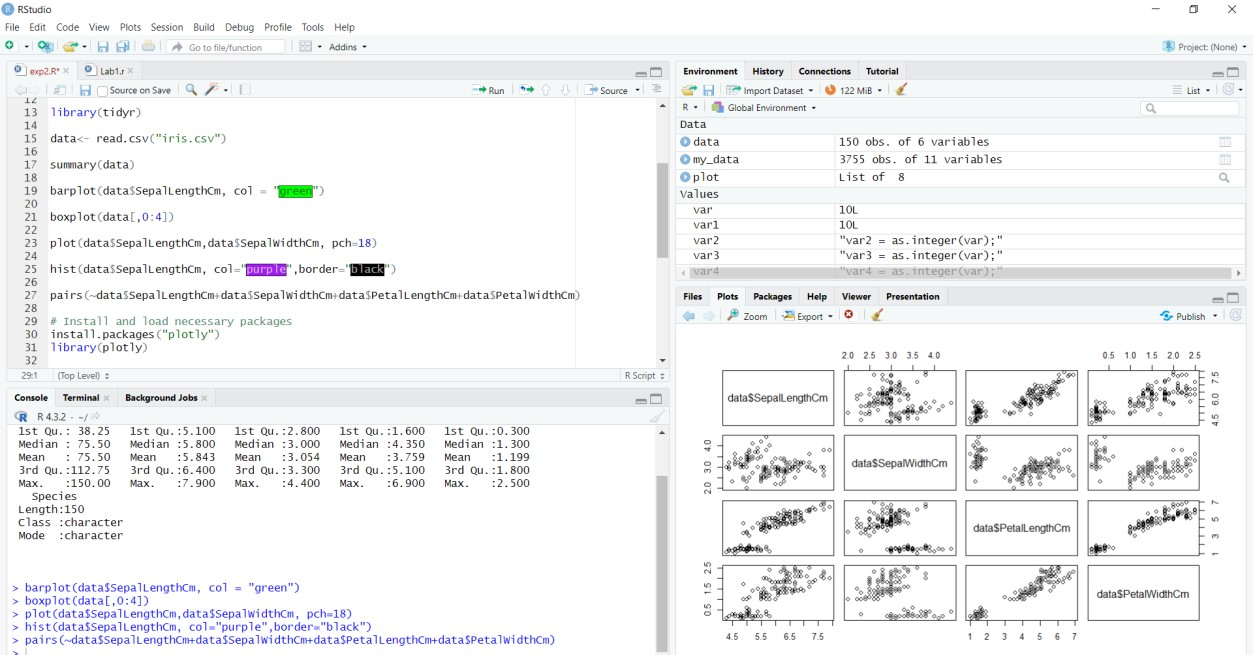 RStudio
File Edit Code View Plots Session Build Debug Profile Tools Help
Go to file/function Addins Project: (None)
exp2.R* Lab1.r
Source on Save Run Source
12
13 library(tidyr)
14
15 data<- read.csv("iris.csv")
16
17 summary(data)
18
19 barplot(data$SepalLengthCm, col = "green")
20
21 boxplot(data[,0:4])
22
23 plot(data$SepalLengthCm,data$SepalWidthCm, pch=18)
24
25 hist(data$SepalLengthCm, col="purple",border="black")
26
27 pairs(~data$SepalLengthCm+data$SepalWidthCm+data$PetalLengthCm+data$PetalWidthCm)
28
29 # Install and load necessary packages
30 install.packages("plotly")
31 library(plotly)
32
29:1 (Top Level) R Script
Console Terminal Background Jobs
R 4.3.2 · ~/
1st Qu.: 38.25 1st Qu.:5.100 1st Qu.:2.800 1st Qu.:1.600 1st Qu.:0.300
Median : 75.50 Median :5.800 Median :3.000 Median :4.350 Median :1.300
Mean : 75.50 Mean :5.843 Mean :3.054 Mean :3.759 Mean :1.199
3rd Qu.:112.75 3rd Qu.:6.400 3rd Qu.:3.300 3rd Qu.:5.100 3rd Qu.:1.800
Max. :150.00 Max. :7.900 Max. :4.400 Max. :6.900 Max. :2.500
Species
Length:150
Class :character
Mode :character
> barplot(data$SepalLengthCm, col = "green")
> boxplot(data[,0:4])
> plot(data$SepalLengthCm,data$SepalWidthCm, pch=18)
> hist(data$SepalLengthCm, col="purple",border="black")
> pairs(~data$SepalLengthCm+data$SepalWidthCm+data$PetalLengthCm+data$PetalWidthCm)
>
Environment History Connections Tutorial
Import Dataset 122 MiB List
R Global Environment
Data
data 150 obs. of 6 variables
my_data 3755 obs. of 11 variables
plot List of 8
Values
var 10L
var1 10L
var2 "var2 = as.integer(var);"
var3 "var3 = as.integer(var);"
var4 "var4 = as.integer(var);"
Files Plots Packages Help Viewer Presentation
Zoom Export Publish
2.0 2.5 3.0 3.5 4.0 0.5 1.0 1.5 2.0 2.5
data$SepalLengthCm
4.5 6.0 7.5
2.0 3.0 4.0
data$SepalWidthCm
data$PetalLengthCm
1 3 5 7
0.5 1.5 2.5
data$PetalWidthCm
4.5 5.5 6.5 7.5 1 2 3 4 5 6 7